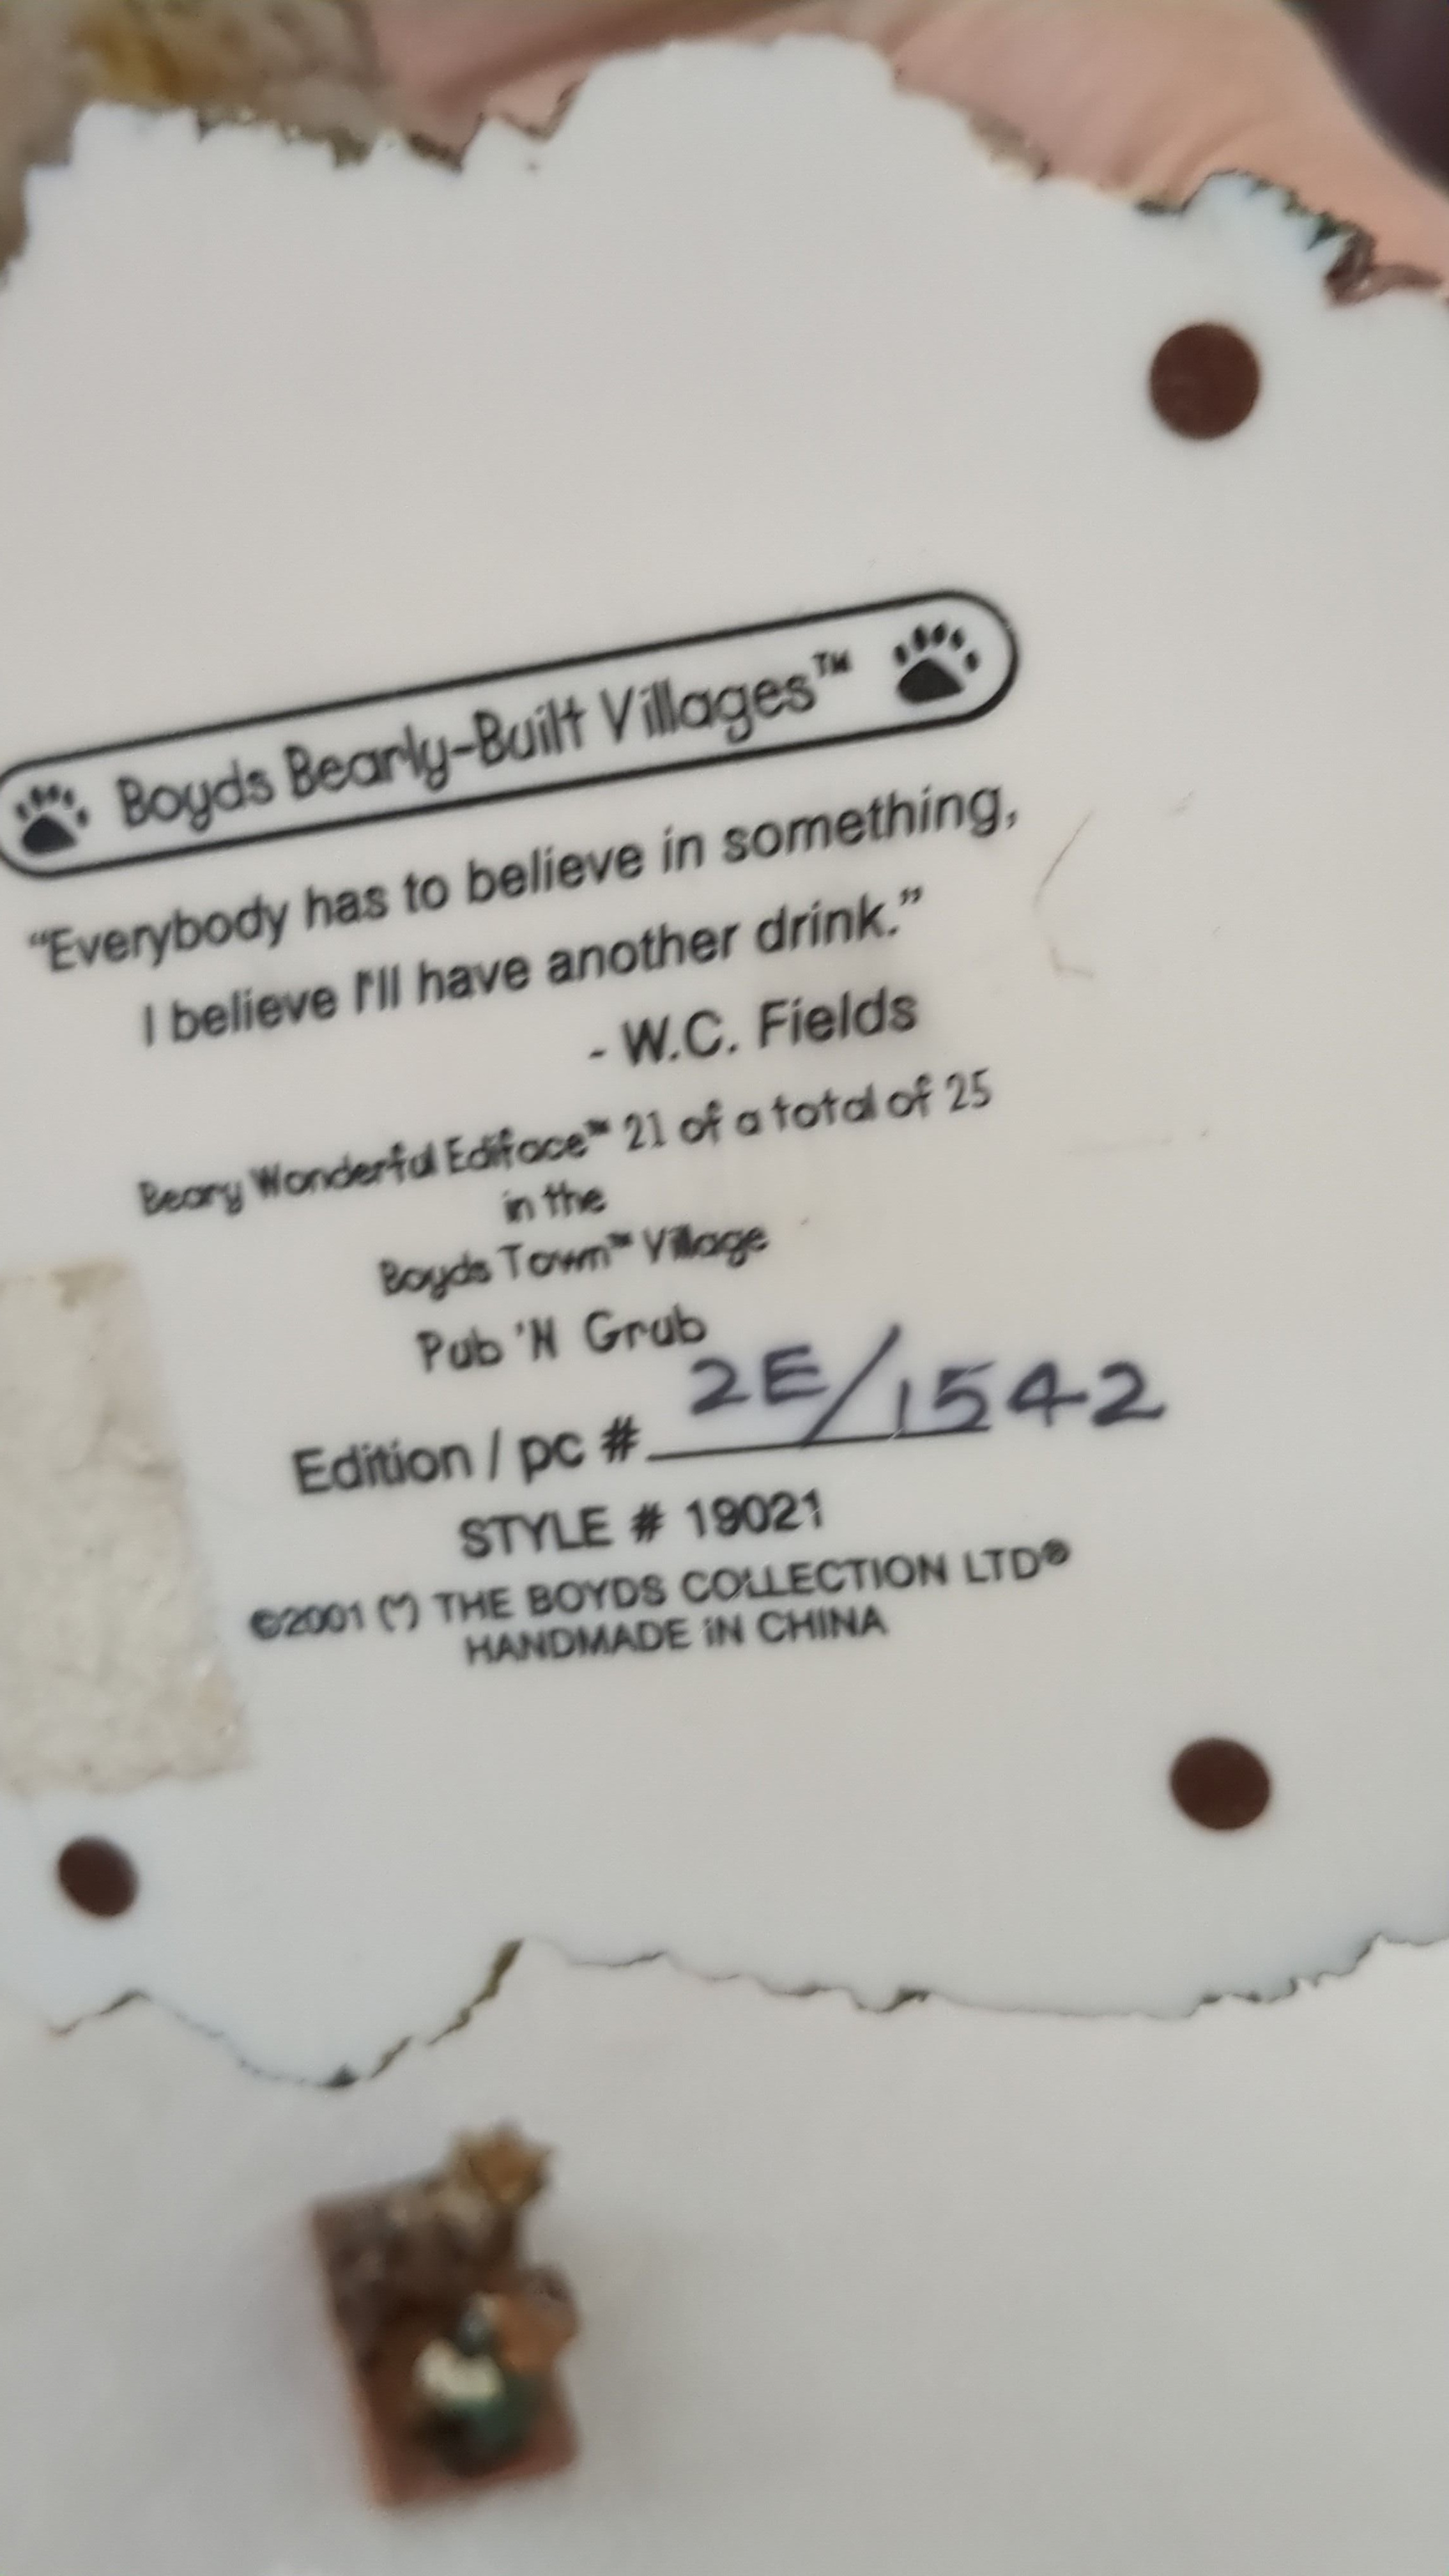 Boyds Bearly-Built Villages™
“Everybody has to believe in something,
I believe I'll have another drink.”
- W.C. Fields
Beary Wonderful Ediface™ 21 of a total of 25
in the
Boyds Town™ Village
Pub 'N Grub
Edition / pc # 2E/1542
STYLE # 19021
©2001 (") THE BOYDS COLLECTION LTD®
HANDMADE iN CHINA